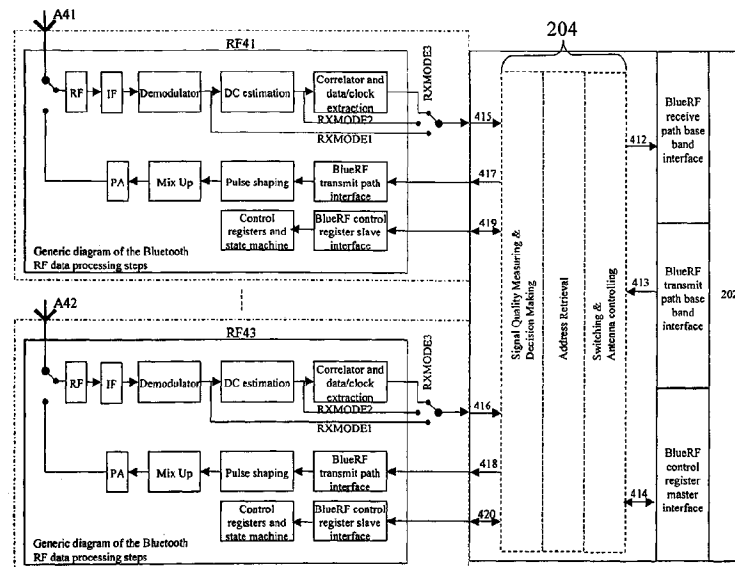 A41
RF41
204
RF
IF
Demodulator
DC estimation
Correlator and
data/clock
extraction
RXMODE3
RXMODE2
RXMODE1
415
PA
Mix Up
Pulse shaping
BlueRF
transmit path
interface
417
Control
registers and
state machine
BlueRF control
register slave
interface
419
Generic diagram of the Bluetooth
RF data processing steps
A42
RF43
RF
IF
Demodulator
DC estimation
Correlator and
data/clock
extraction
RXMODE3
RXMODE2
RXMODE1
416
PA
Mix Up
Pulse shaping
BlueRF
transmit path
interface
418
Control
registers and
state machine
BlueRF control
register slave
interface
420
Generic diagram of the Bluetooth
RF data processing steps
Signal Quality Measuring &
Decision Making
Address Retrieval
Switching &
Antenna controlling
412
BlueRF
receive
path base
band
interface
413
BlueRF
transmit
path base
band
interface
414
BlueRF
control
register
master
interface
202